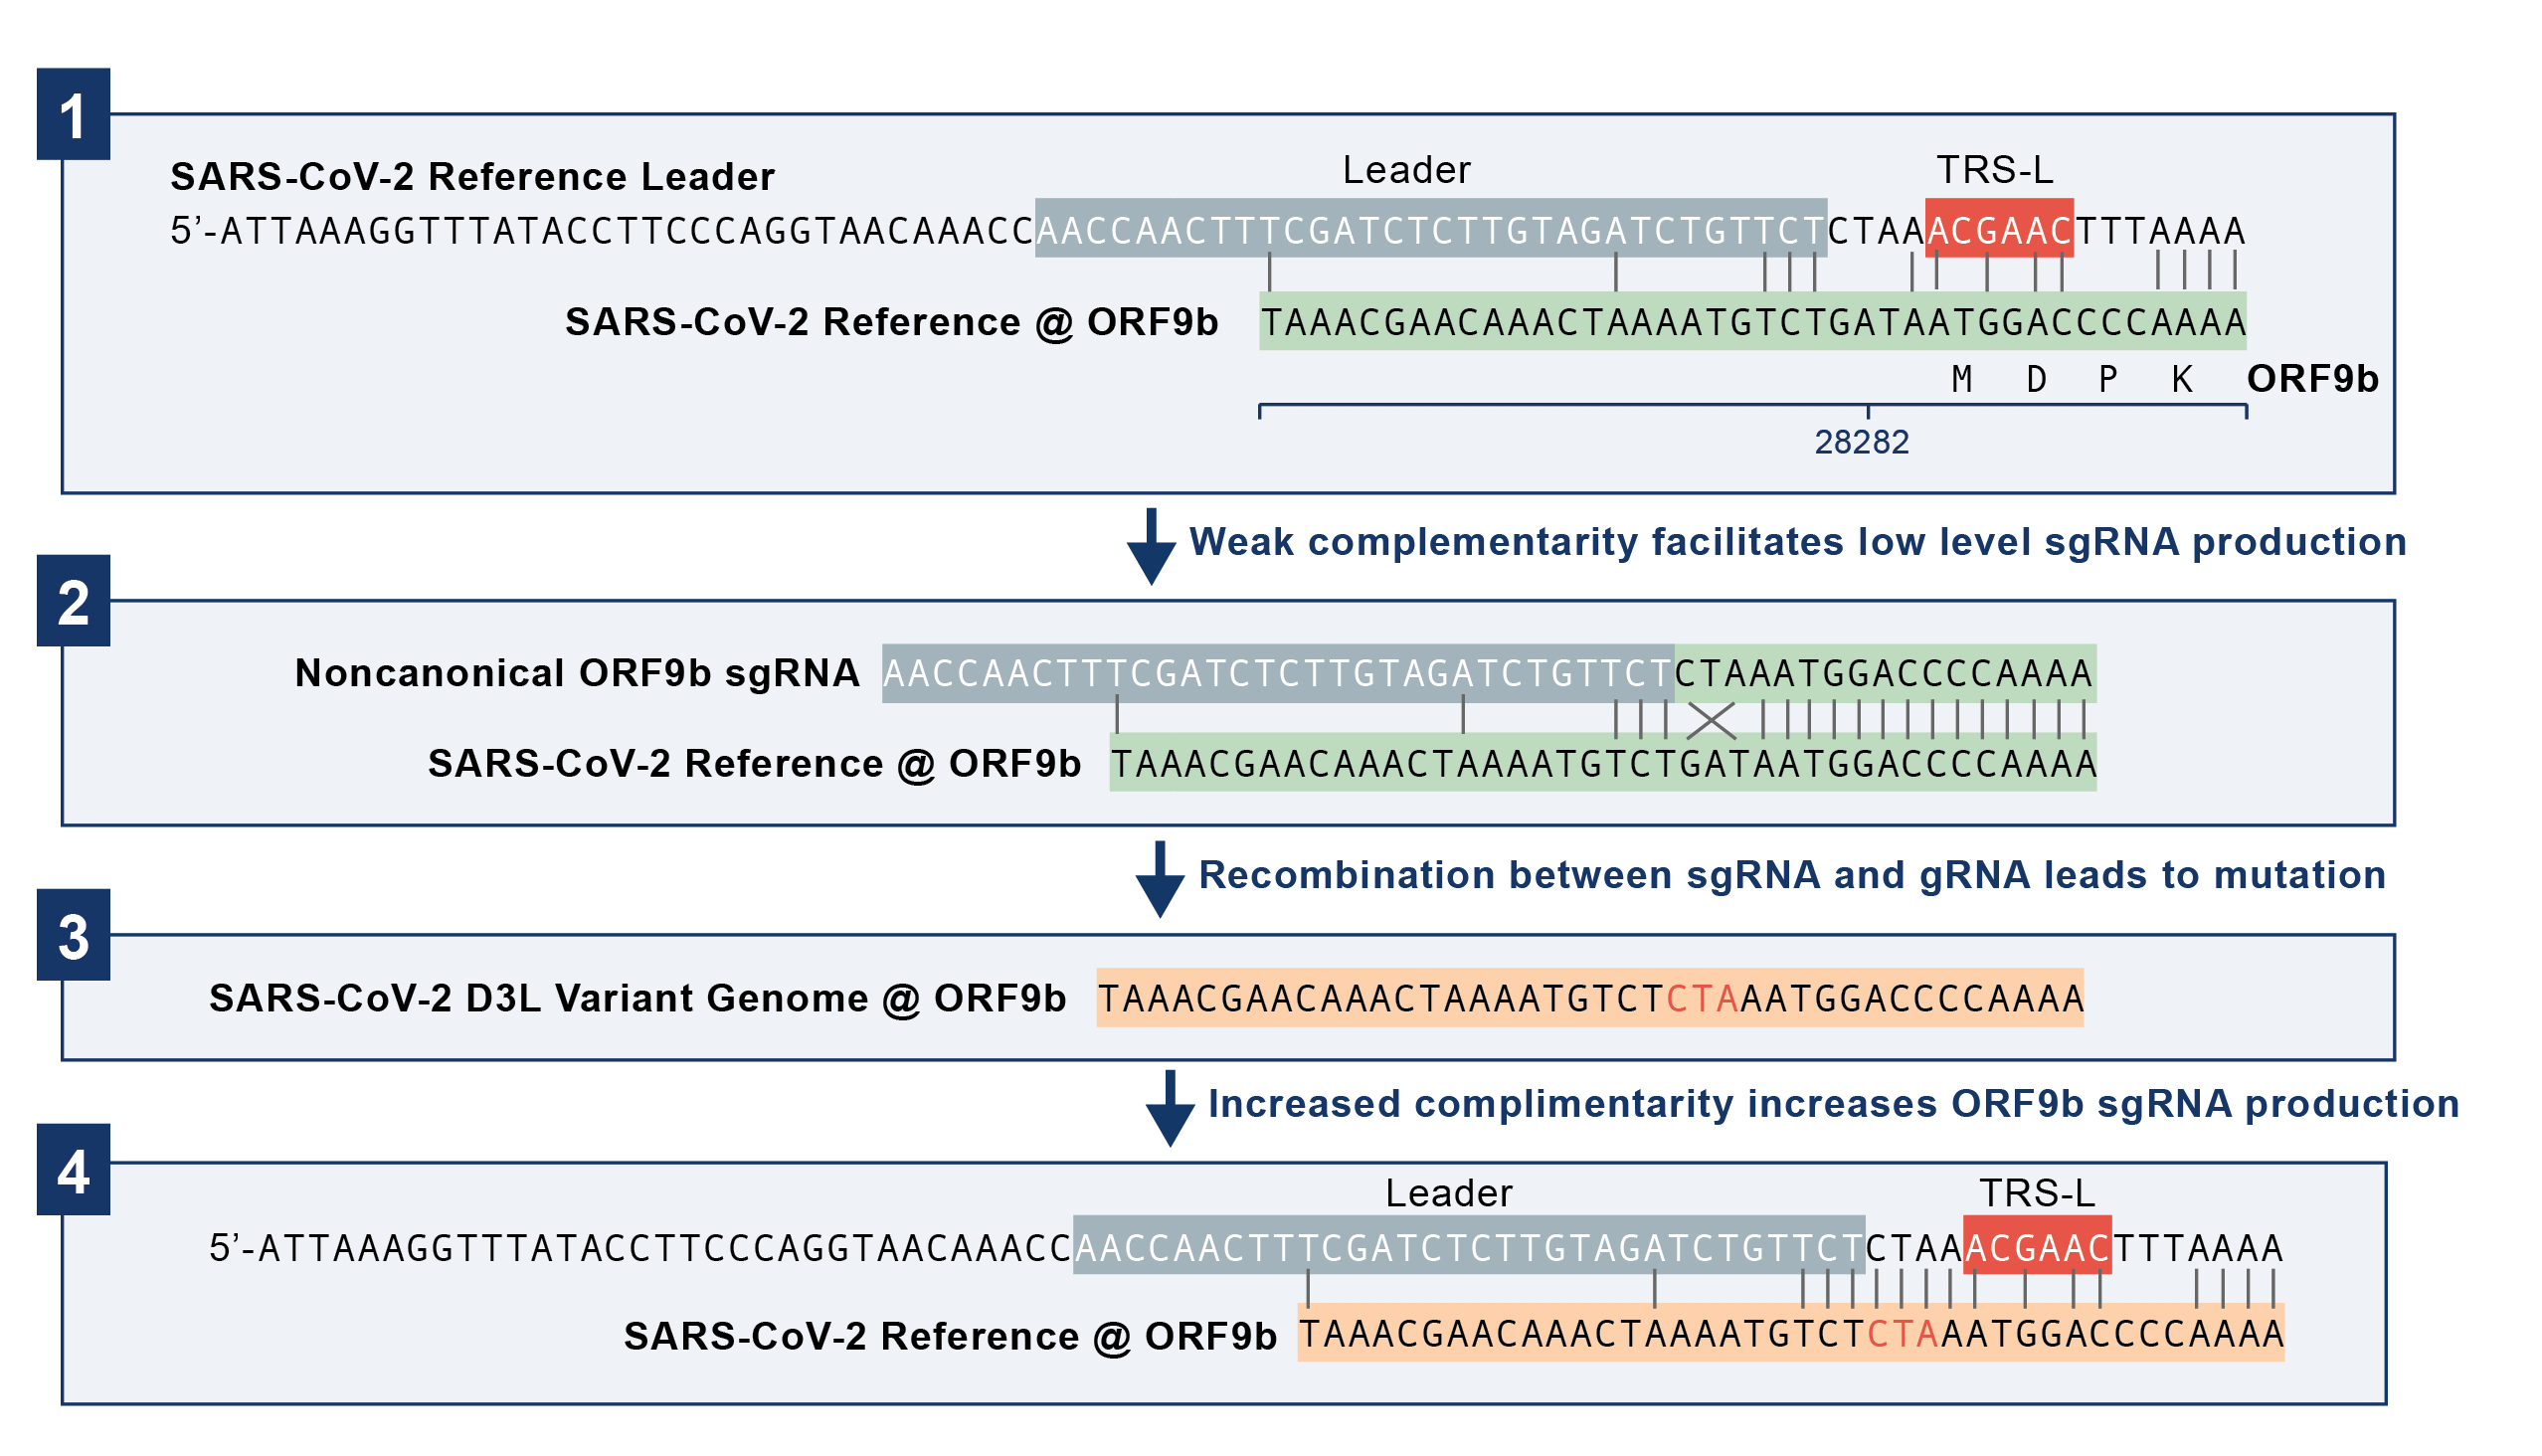 1
Leader
TRS-L
SARS-CoV-2 Reference Leader
5’-ATTAAAGGTTTATACCTTCCCAGGTAACAAACCAACCAACTTTCGATCTCTTGTAGATCTGTTCTCTAAACGAACTTTAAAA
SARS-CoV-2 Reference @ ORF9b TAAACGAACAAACTAAAATGTCTGATAATGGACCCCAAAA
M D P K ORF9b
28282
Weak complementarity facilitates low level sgRNA production
2
Noncanonical ORF9b sgRNA AACCAACTTTCGATCTCTTGTAGATCTGTTCTCTAAATGGACCCCAAAA
SARS-CoV-2 Reference @ ORF9b TAAACGAACAAACTAAAATGTCTGATAATGGACCCCAAAA
Recombination between sgRNA and gRNA leads to mutation
3
SARS-CoV-2 D3L Variant Genome @ ORF9b TAAACGAACAAACTAAAATGTCTCTAAATGGACCCCAAAA
Increased complimentarity increases ORF9b sgRNA production
4
Leader
TRS-L
5’-ATTAAAGGTTTATACCTTCCCAGGTAACAAACCAACCAACTTTCGATCTCTTGTAGATCTGTTCTCTAAACGAACTTTAAAA
SARS-CoV-2 Reference @ ORF9b TAAACGAACAAACTAAAATGTCTCTAAATGGACCCCAAAA